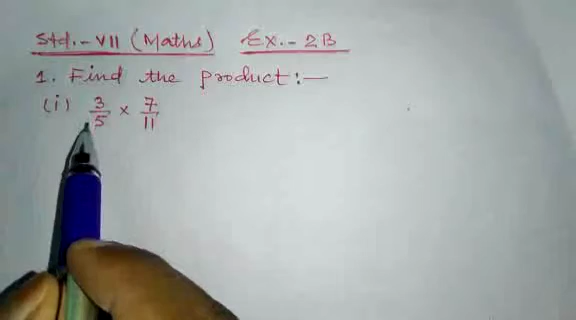 Std.-VII (Maths) Ex.-2B
1. Find the product:—
(i) 3/5 × 7/11